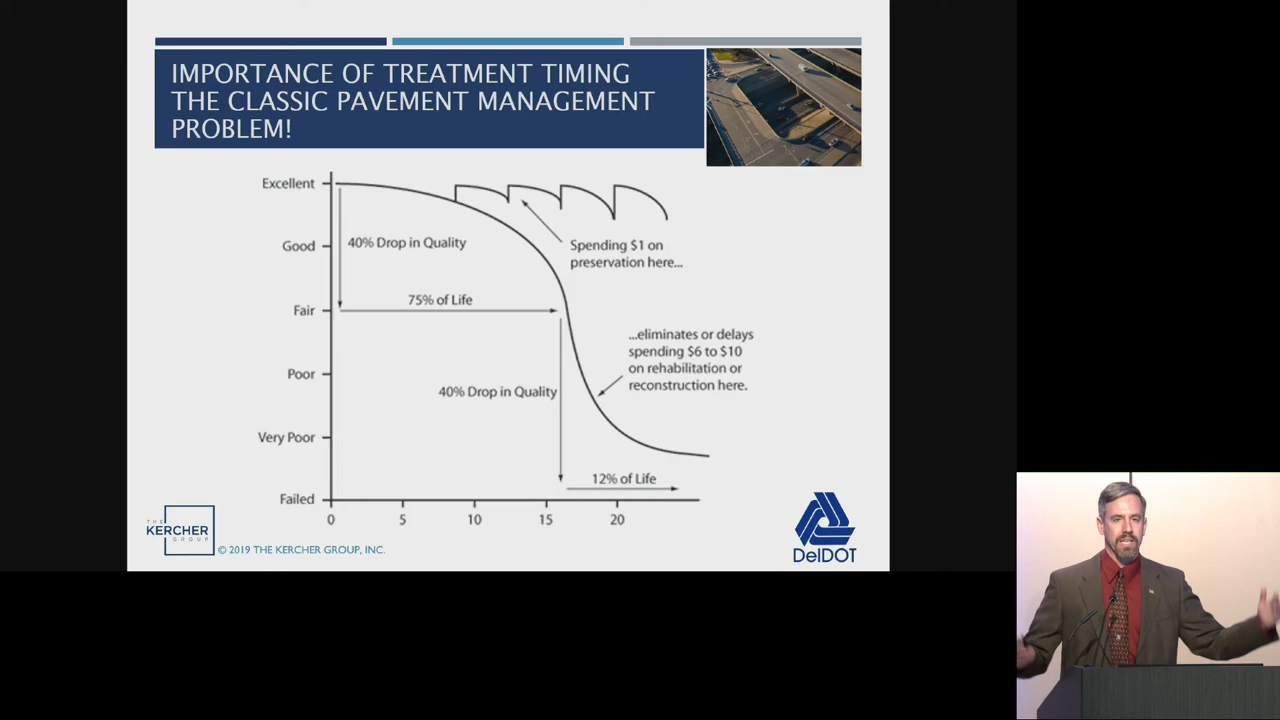 IMPORTANCE OF TREATMENT TIMING
THE CLASSIC PAVEMENT MANAGEMENT
PROBLEM!
Excellent
Good
Fair
Poor
Very Poor
Failed
40% Drop in Quality
75% of Life
Spending $1 on
preservation here...
...eliminates or delays
spending $6 to $10
on rehabilitation or
reconstruction here.
40% Drop in Quality
12% of Life
0
5
10
15
20
THE
KERCHER
GROUP
© 2019 THE KERCHER GROUP, INC.
DelDOT